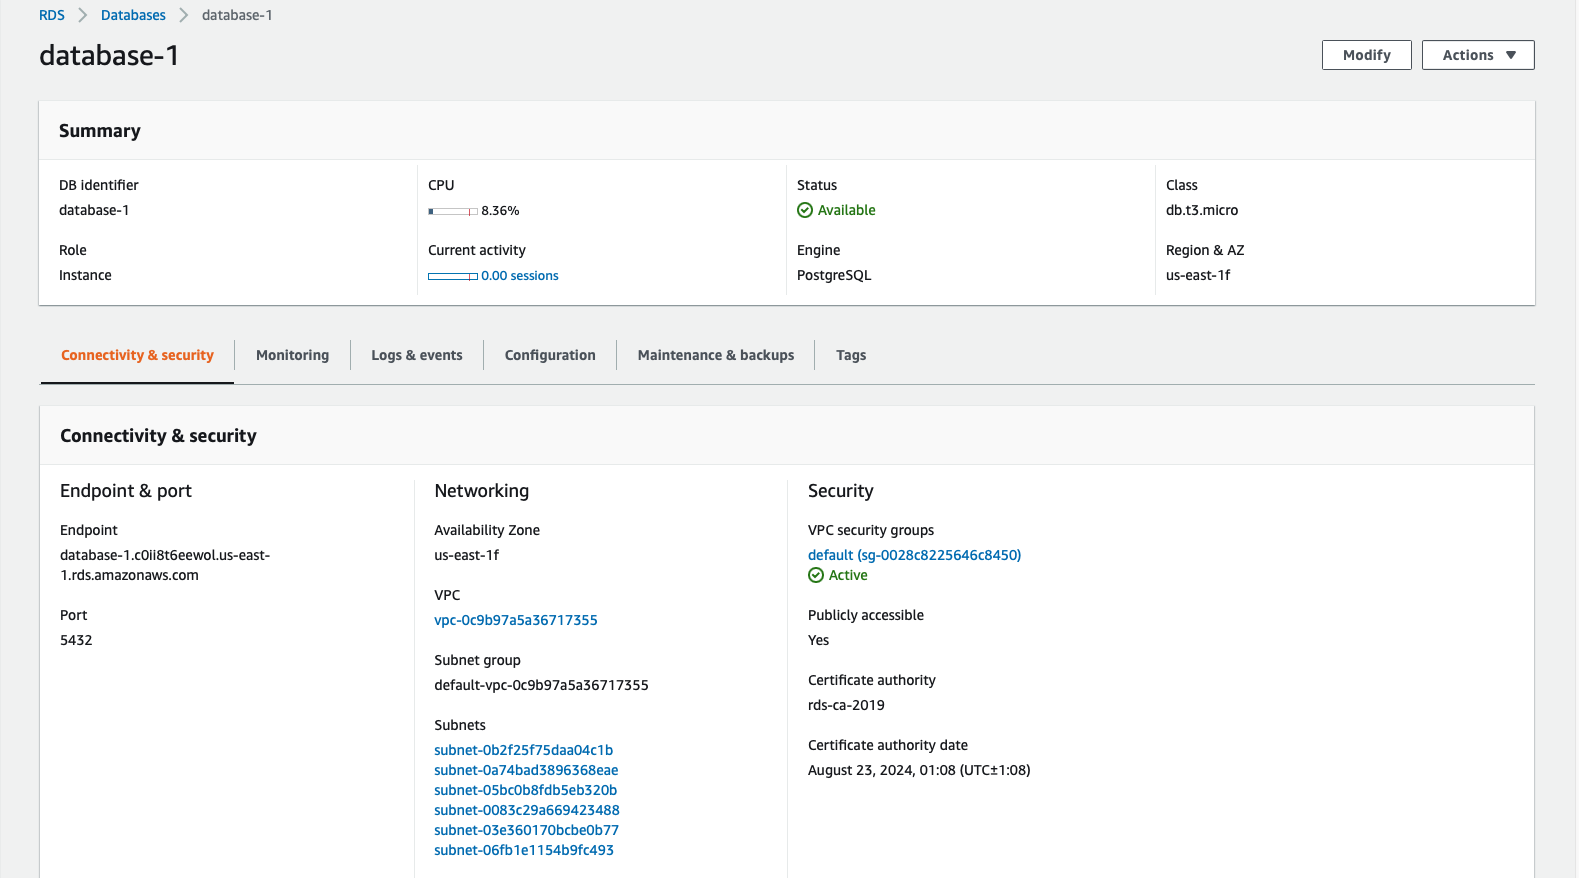 RDS > Databases > database-1
database-1
Modify
Actions
Summary
DB identifier
database-1
CPU
8.36%
Status
Available
Class
db.t3.micro
Role
Instance
Current activity
0.00 sessions
Engine
PostgreSQL
Region & AZ
us-east-1f
Connectivity & security
Monitoring
Logs & events
Configuration
Maintenance & backups
Tags
Connectivity & security
Endpoint & port
Endpoint
database-1.c0ii8t6eewol.us-east-
1.rds.amazonaws.com
Port
5432
Networking
Availability Zone
us-east-1f
VPC
vpc-0c9b97a5a36717355
Subnet group
default-vpc-0c9b97a5a36717355
Subnets
subnet-0b2f25f75daa04c1b
subnet-0a74bad3896368eae
subnet-05bc0b8fdb5eb320b
subnet-0083c29a669423488
subnet-03e360170bcbe0b77
subnet-06fb1e1154b9fc493
Security
VPC security groups
default (sg-0028c8225646c8450)
Active
Publicly accessible
Yes
Certificate authority
rds-ca-2019
Certificate authority date
August 23, 2024, 01:08 (UTC±1:08)